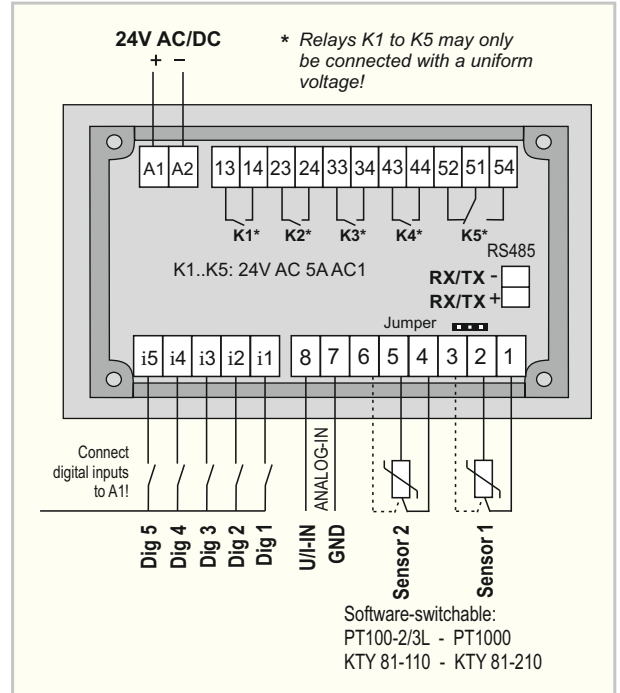 24V AC/DC
+ −
* Relays K1 to K5 may only
be connected with a uniform
voltage!
A1 A2 13 14 23 24 33 34 43 44 52 51 54
K1* K2* K3* K4* K5*
RS485
K1..K5: 24V AC 5A AC1
RX/TX -
RX/TX +
Jumper
i5 i4 i3 i2 i1 8 7 6 5 4 3 2 1
Connect
digital inputs
to A1!
Dig 5
Dig 4
Dig 3
Dig 2
Dig 1
U/I-IN
ANALOG-IN
GND
Sensor 2
Sensor 1
Software-switchable:
PT100-2/3L - PT1000
KTY 81-110 - KTY 81-210